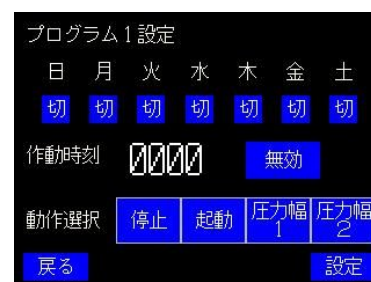 プログラム1設定
日 月 火 水 木 金 土
切 切 切 切 切 切 切
作動時刻 0000 無効
動作選択 停止 起動 圧力幅1 圧力幅2
戻る 設定